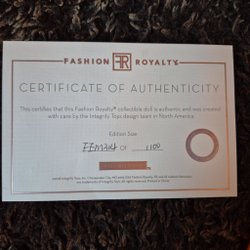 FASHION FR ROYALTY
CERTIFICATE OF AUTHENTICITY
This certifies that this Fashion Royalty® collectible doll is authentic and was created
with care by the Integrity Toys design team in North America.
Edition Size
OF 1100